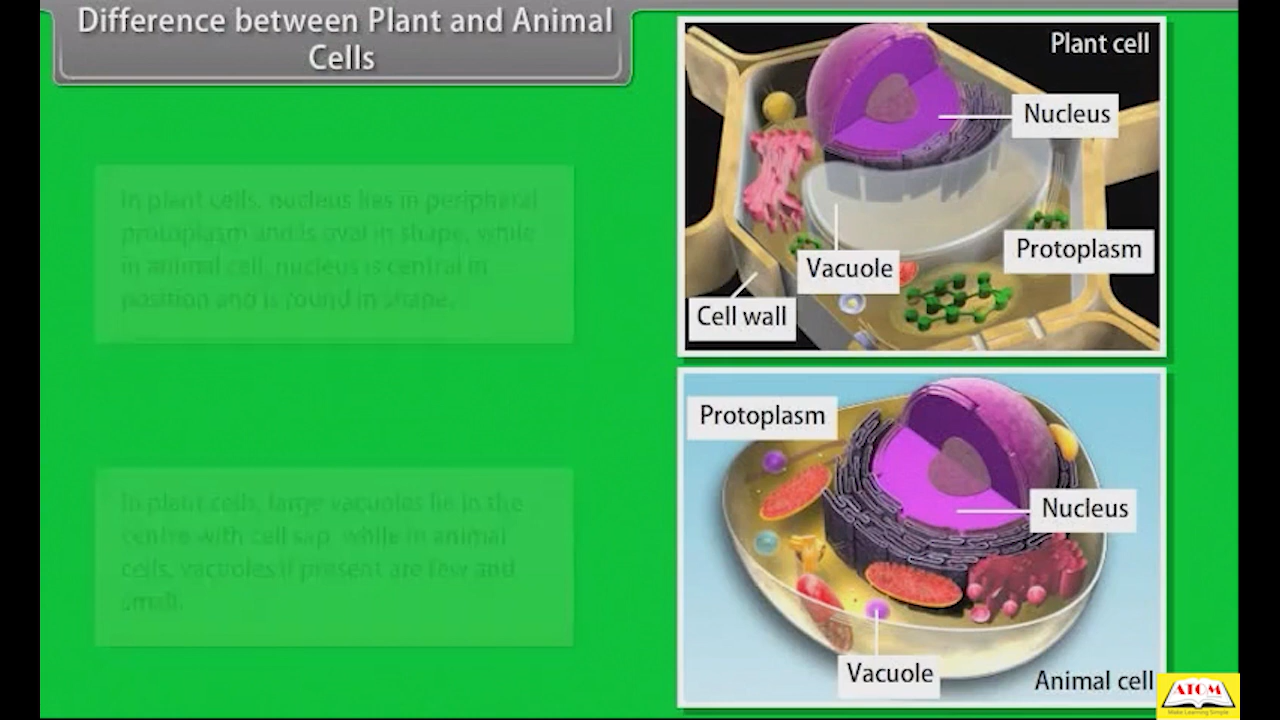 Difference between Plant and Animal
Cells
In plant cells, nucleus lies in peripheral
protoplasm and is oval in shape, while
in animal cell, nucleus is central in
position and is round in shape.
In plant cells, large vacuoles lie in the
centre with cell sap, while in animal
cells, vacuoles if present are few and
small.
Plant cell
Nucleus
Protoplasm
Vacuole
Cell wall
Protoplasm
Nucleus
Vacuole
Animal cell
ATOM
Make Learning Simple